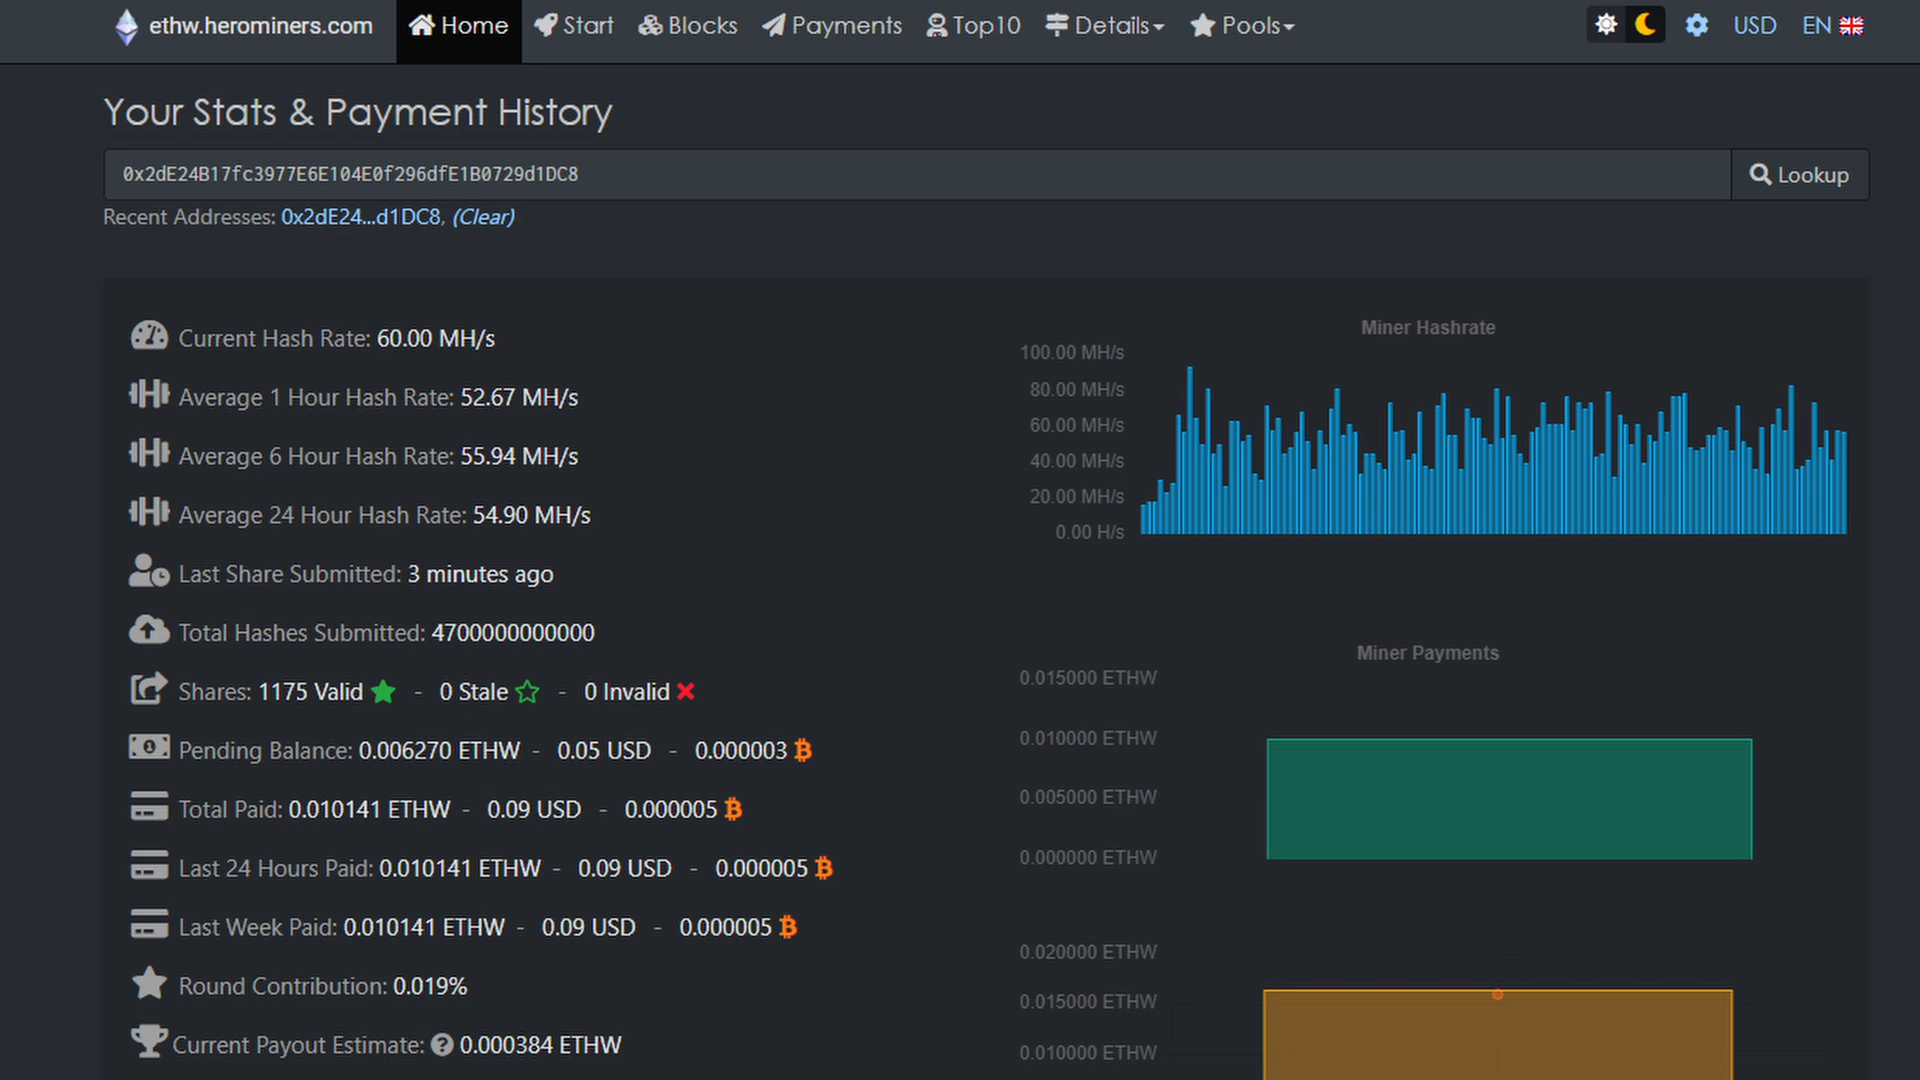 ethw.herominers.com Home Start Blocks Payments Top10 Details Pools USD EN
Your Stats & Payment History
0x2dE24B17fc3977E6E104E0f296dfE1B0729d1DC8 Lookup
Recent Addresses: 0x2dE24...d1DC8, (Clear)
Current Hash Rate: 60.00 MH/s
Average 1 Hour Hash Rate: 52.67 MH/s
Average 6 Hour Hash Rate: 55.94 MH/s
Average 24 Hour Hash Rate: 54.90 MH/s
Last Share Submitted: 3 minutes ago
Total Hashes Submitted: 4700000000000
Shares: 1175 Valid - 0 Stale - 0 Invalid
Pending Balance: 0.006270 ETHW - 0.05 USD - 0.000003
Total Paid: 0.010141 ETHW - 0.09 USD - 0.000005
Last 24 Hours Paid: 0.010141 ETHW - 0.09 USD - 0.000005
Last Week Paid: 0.010141 ETHW - 0.09 USD - 0.000005
Round Contribution: 0.019%
Current Payout Estimate: 0.000384 ETHW
Miner Hashrate
100.00 MH/s
80.00 MH/s
60.00 MH/s
40.00 MH/s
20.00 MH/s
0.00 H/s
Miner Payments
0.015000 ETHW
0.010000 ETHW
0.005000 ETHW
0.000000 ETHW
0.020000 ETHW
0.015000 ETHW
0.010000 ETHW